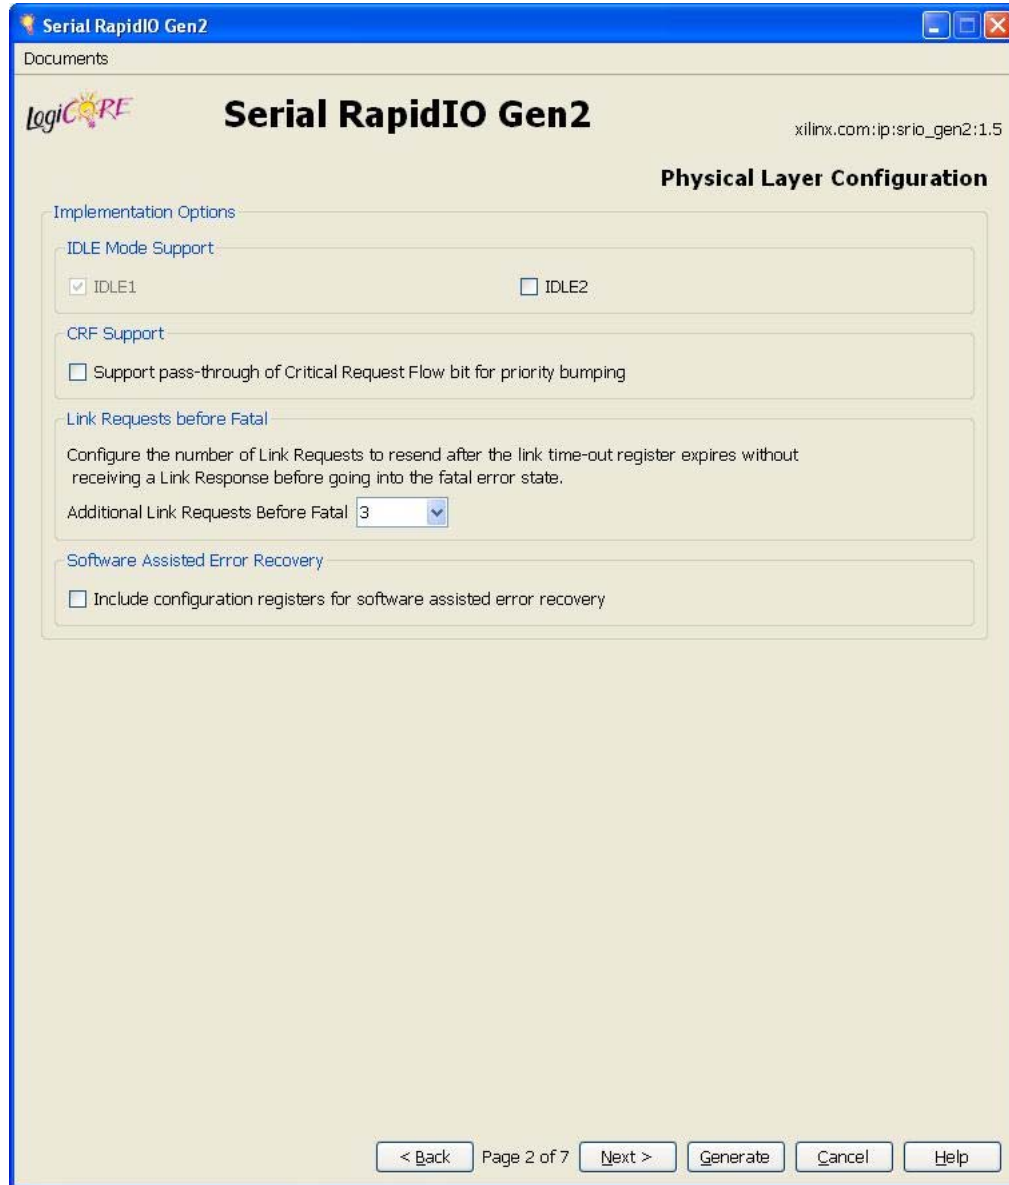 Serial RapidIO Gen2
Documents
LogiCORE
Serial RapidIO Gen2
xilinx.com:ip:srio_gen2:1.5
Physical Layer Configuration
Implementation Options
IDLE Mode Support
IDLE1
IDLE2
CRF Support
Support pass-through of Critical Request Flow bit for priority bumping
Link Requests before Fatal
Configure the number of Link Requests to resend after the link time-out register expires without
receiving a Link Response before going into the fatal error state.
Additional Link Requests Before Fatal 3
Software Assisted Error Recovery
Include configuration registers for software assisted error recovery
< Back Page 2 of 7 Next > Generate Cancel Help